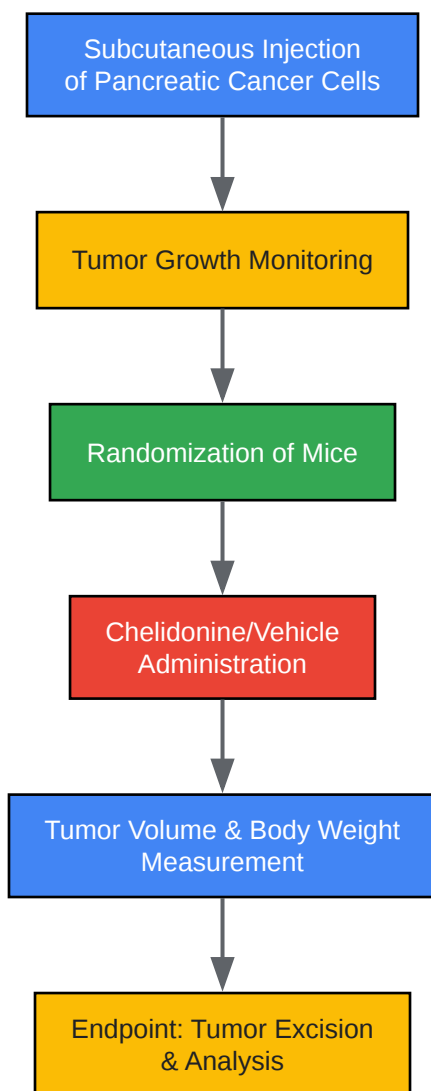 Subcutaneous Injection
of Pancreatic Cancer Cells
Tumor Growth Monitoring
Randomization of Mice
Chelidonine/Vehicle
Administration
Tumor Volume & Body Weight
Measurement
Endpoint: Tumor Excision
& Analysis